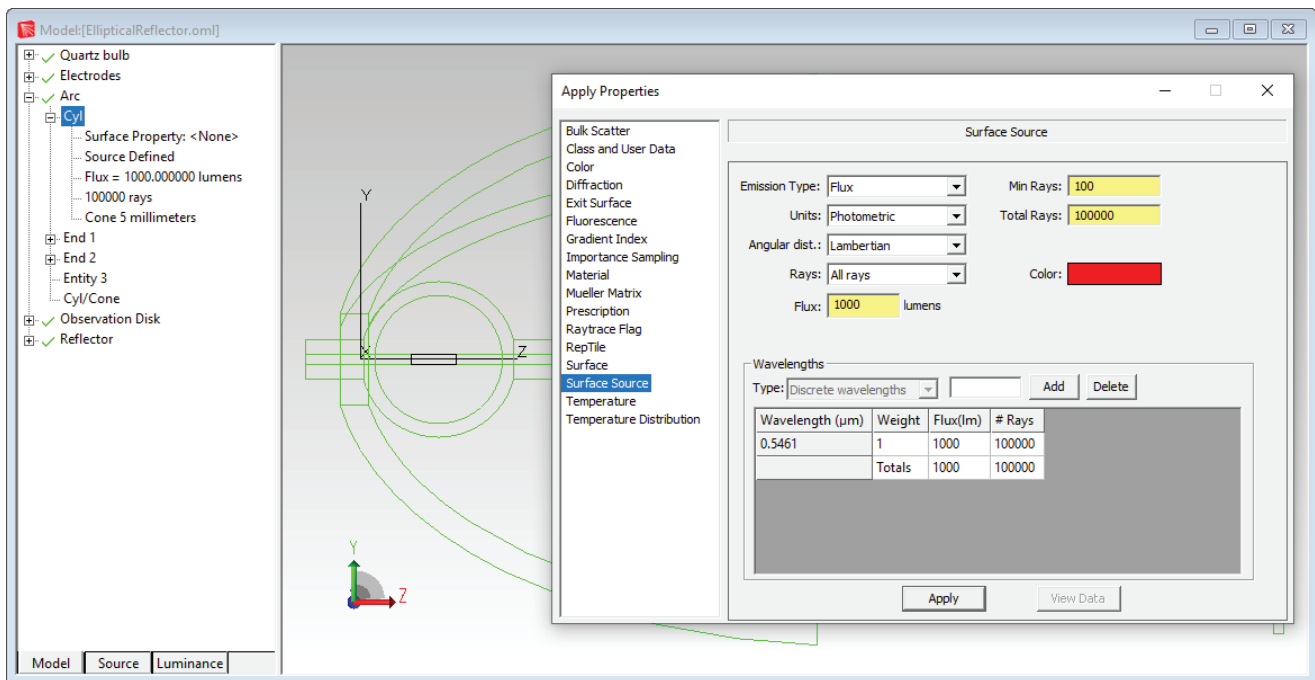 Model:[EllipticalReflector.oml]
Quartz bulb
Electrodes
Arc
Cyl
Surface Property: <None>
Source Defined
Flux = 1000.000000 lumens
100000 rays
Cone 5 millimeters
End 1
End 2
Entity 3
Cyl/Cone
Observation Disk
Reflector
Model Source Luminance
Y
X
Z
Y
Z
Apply Properties
Bulk Scatter
Class and User Data
Color
Diffraction
Exit Surface
Fluorescence
Gradient Index
Importance Sampling
Material
Mueller Matrix
Prescription
Raytrace Flag
RepTile
Surface
Surface Source
Temperature
Temperature Distribution
Surface Source
Emission Type: Flux Min Rays: 100
Units: Photometric Total Rays: 100000
Angular dist.: Lambertian
Rays: All rays Color:
Flux: 1000 lumens
Wavelengths
Type: Discrete wavelengths Add Delete
Wavelength (µm) Weight Flux(lm) # Rays
0.5461 1 1000 100000
Totals 1000 100000
Apply View Data